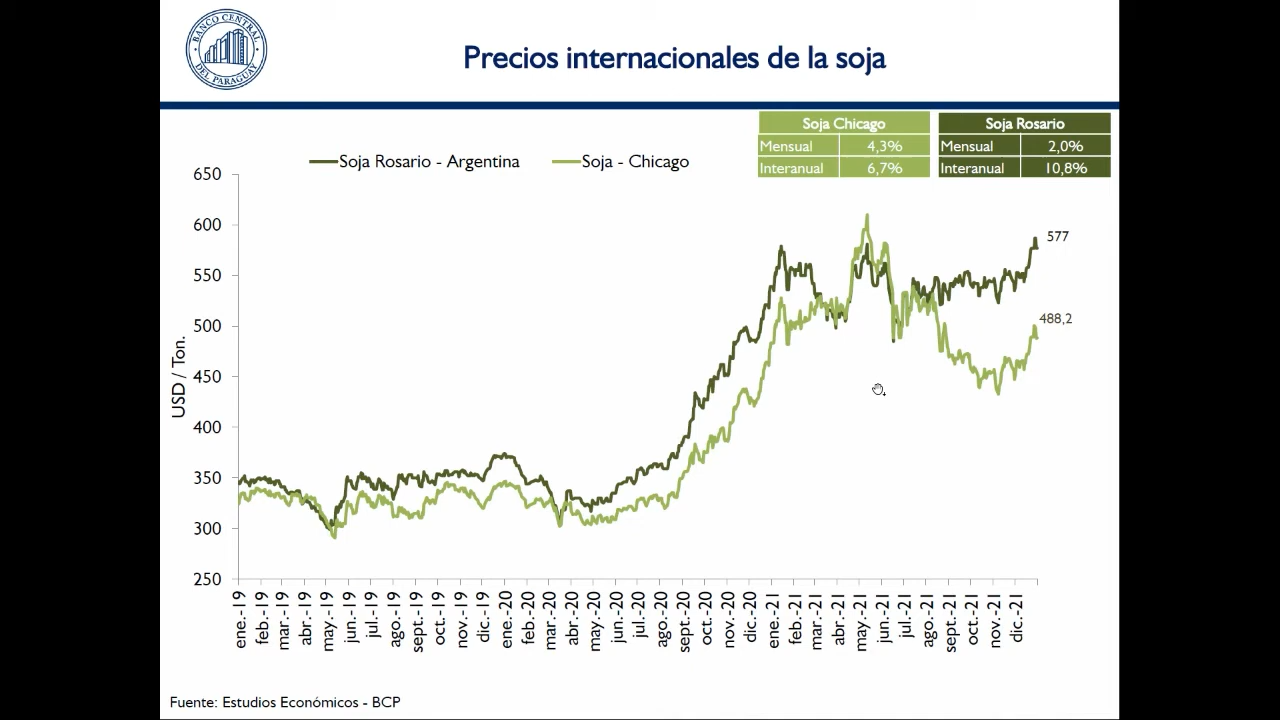 BANCO CENTRAL
DEL PARAGUAY
Precios internacionales de la soja
Soja Chicago
Mensual 4,3%
Interanual 6,7%
Soja Rosario
Mensual 2,0%
Interanual 10,8%
Soja Rosario - Argentina
Soja - Chicago
USD / Ton.
650
600
550
500
450
400
350
300
250
577
488,2
ene.-19
feb.-19
mar.-19
abr.-19
may.-19
jun.-19
jul.-19
ago.-19
sept.-19
oct.-19
nov.-19
dic.-19
ene.-20
feb.-20
mar.-20
abr.-20
may.-20
jun.-20
jul.-20
ago.-20
sept.-20
oct.-20
nov.-20
dic.-20
ene.-21
feb.-21
mar.-21
abr.-21
may.-21
jun.-21
jul.-21
ago.-21
sept.-21
oct.-21
nov.-21
dic.-21
Fuente: Estudios Económicos - BCP